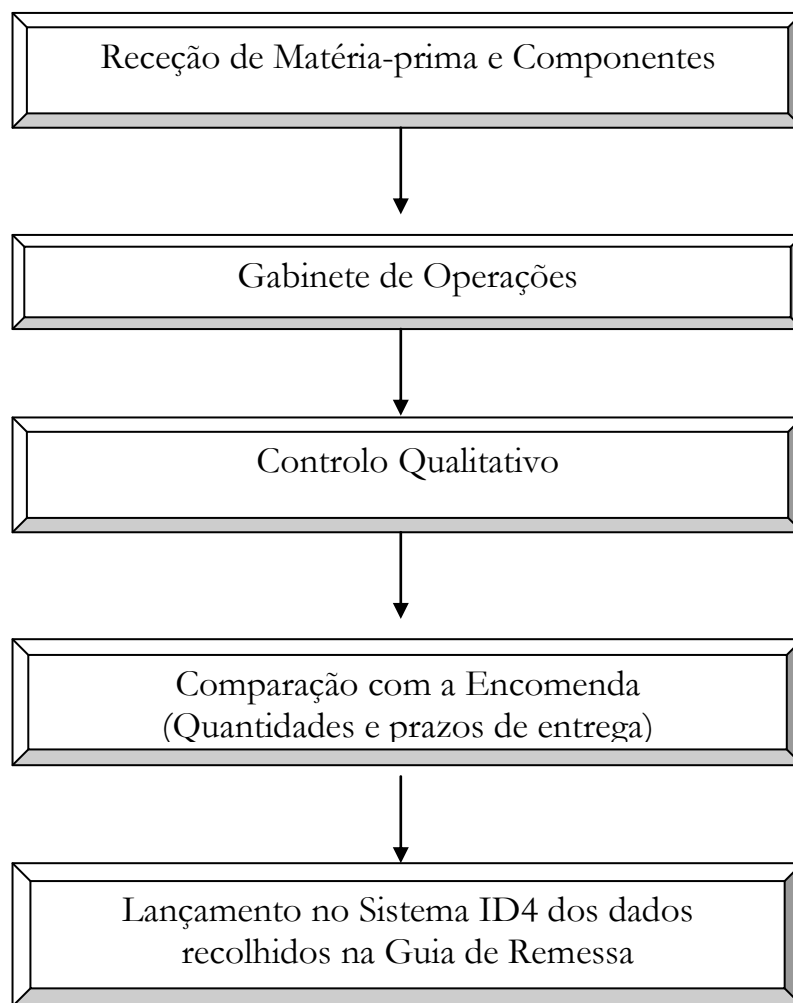 Receção de Matéria-prima e Componentes
Gabinete de Operações
Controlo Qualitativo
Comparação com a Encomenda
(Quantidades e prazos de entrega)
Lançamento no Sistema ID4 dos dados
recolhidos na Guia de Remessa